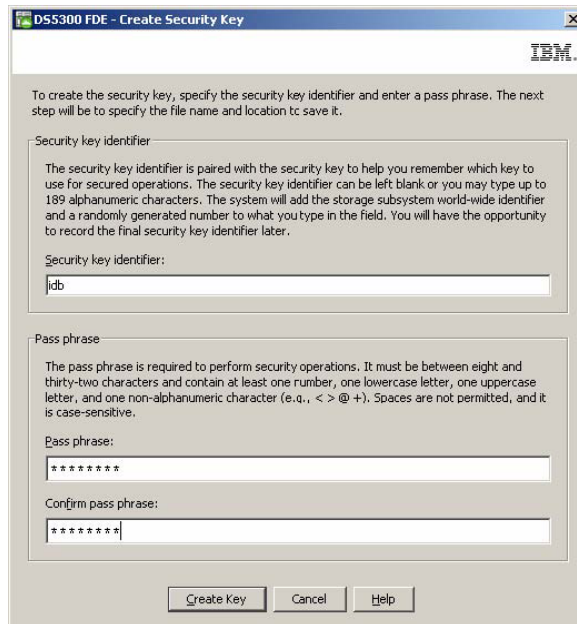 DS5300 FDE - Create Security Key
IBM.
To create the security key, specify the security key identifier and enter a pass phrase. The next
step will be to specify the file name and location tc save it.
Security key identifier
The security key identifier is paired with the security key to help you remember which key to
use for secured operations. The security key identifier can be left blank or you may type up to
189 alphanumeric characters. The system will add the storage subsystem world-wide identifier
and a randomly generated number to what you type in the field. You will have the opportunity
to record the final security key identifier later.
Security key identifier:
idb
Pass phrase
The pass phrase is required to perform security operations. It must be between eight and
thirty-two characters and contain at least one number, one lowercase letter, one uppercase
letter, and one non-alphanumeric character (e.g., < > @ +). Spaces are not permitted, and it
is case-sensitive.
Pass phrase:
********
Confirm pass phrase:
********
Create Key Cancel Help